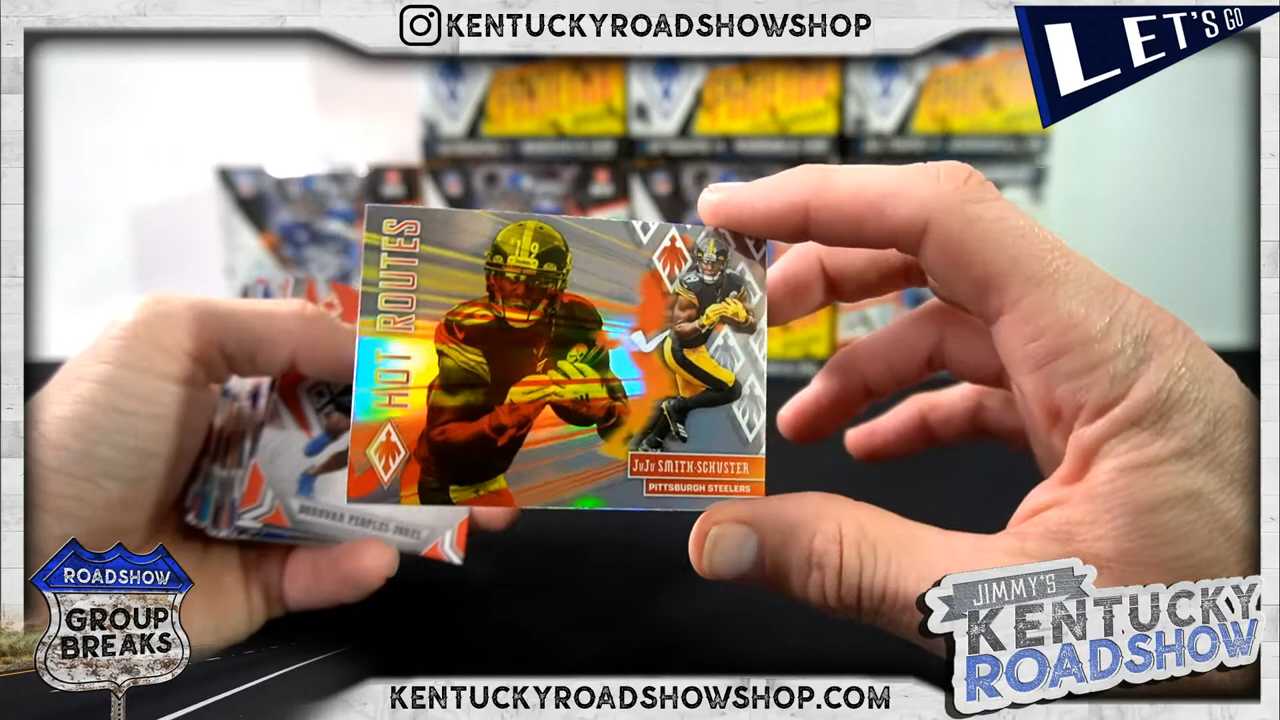 KENTUCKYROADSHOWSHOP
LET'S GO
HOT ROUTES
JUJU SMITH-SCHUSTER
PITTSBURGH STEELERS
DONOVAN PEOPLES-JONES
ROADSHOW
GROUP
BREAKS
JIMMY'S
KENTUCKY
ROADSHOW
KENTUCKYROADSHOWSHOP.COM